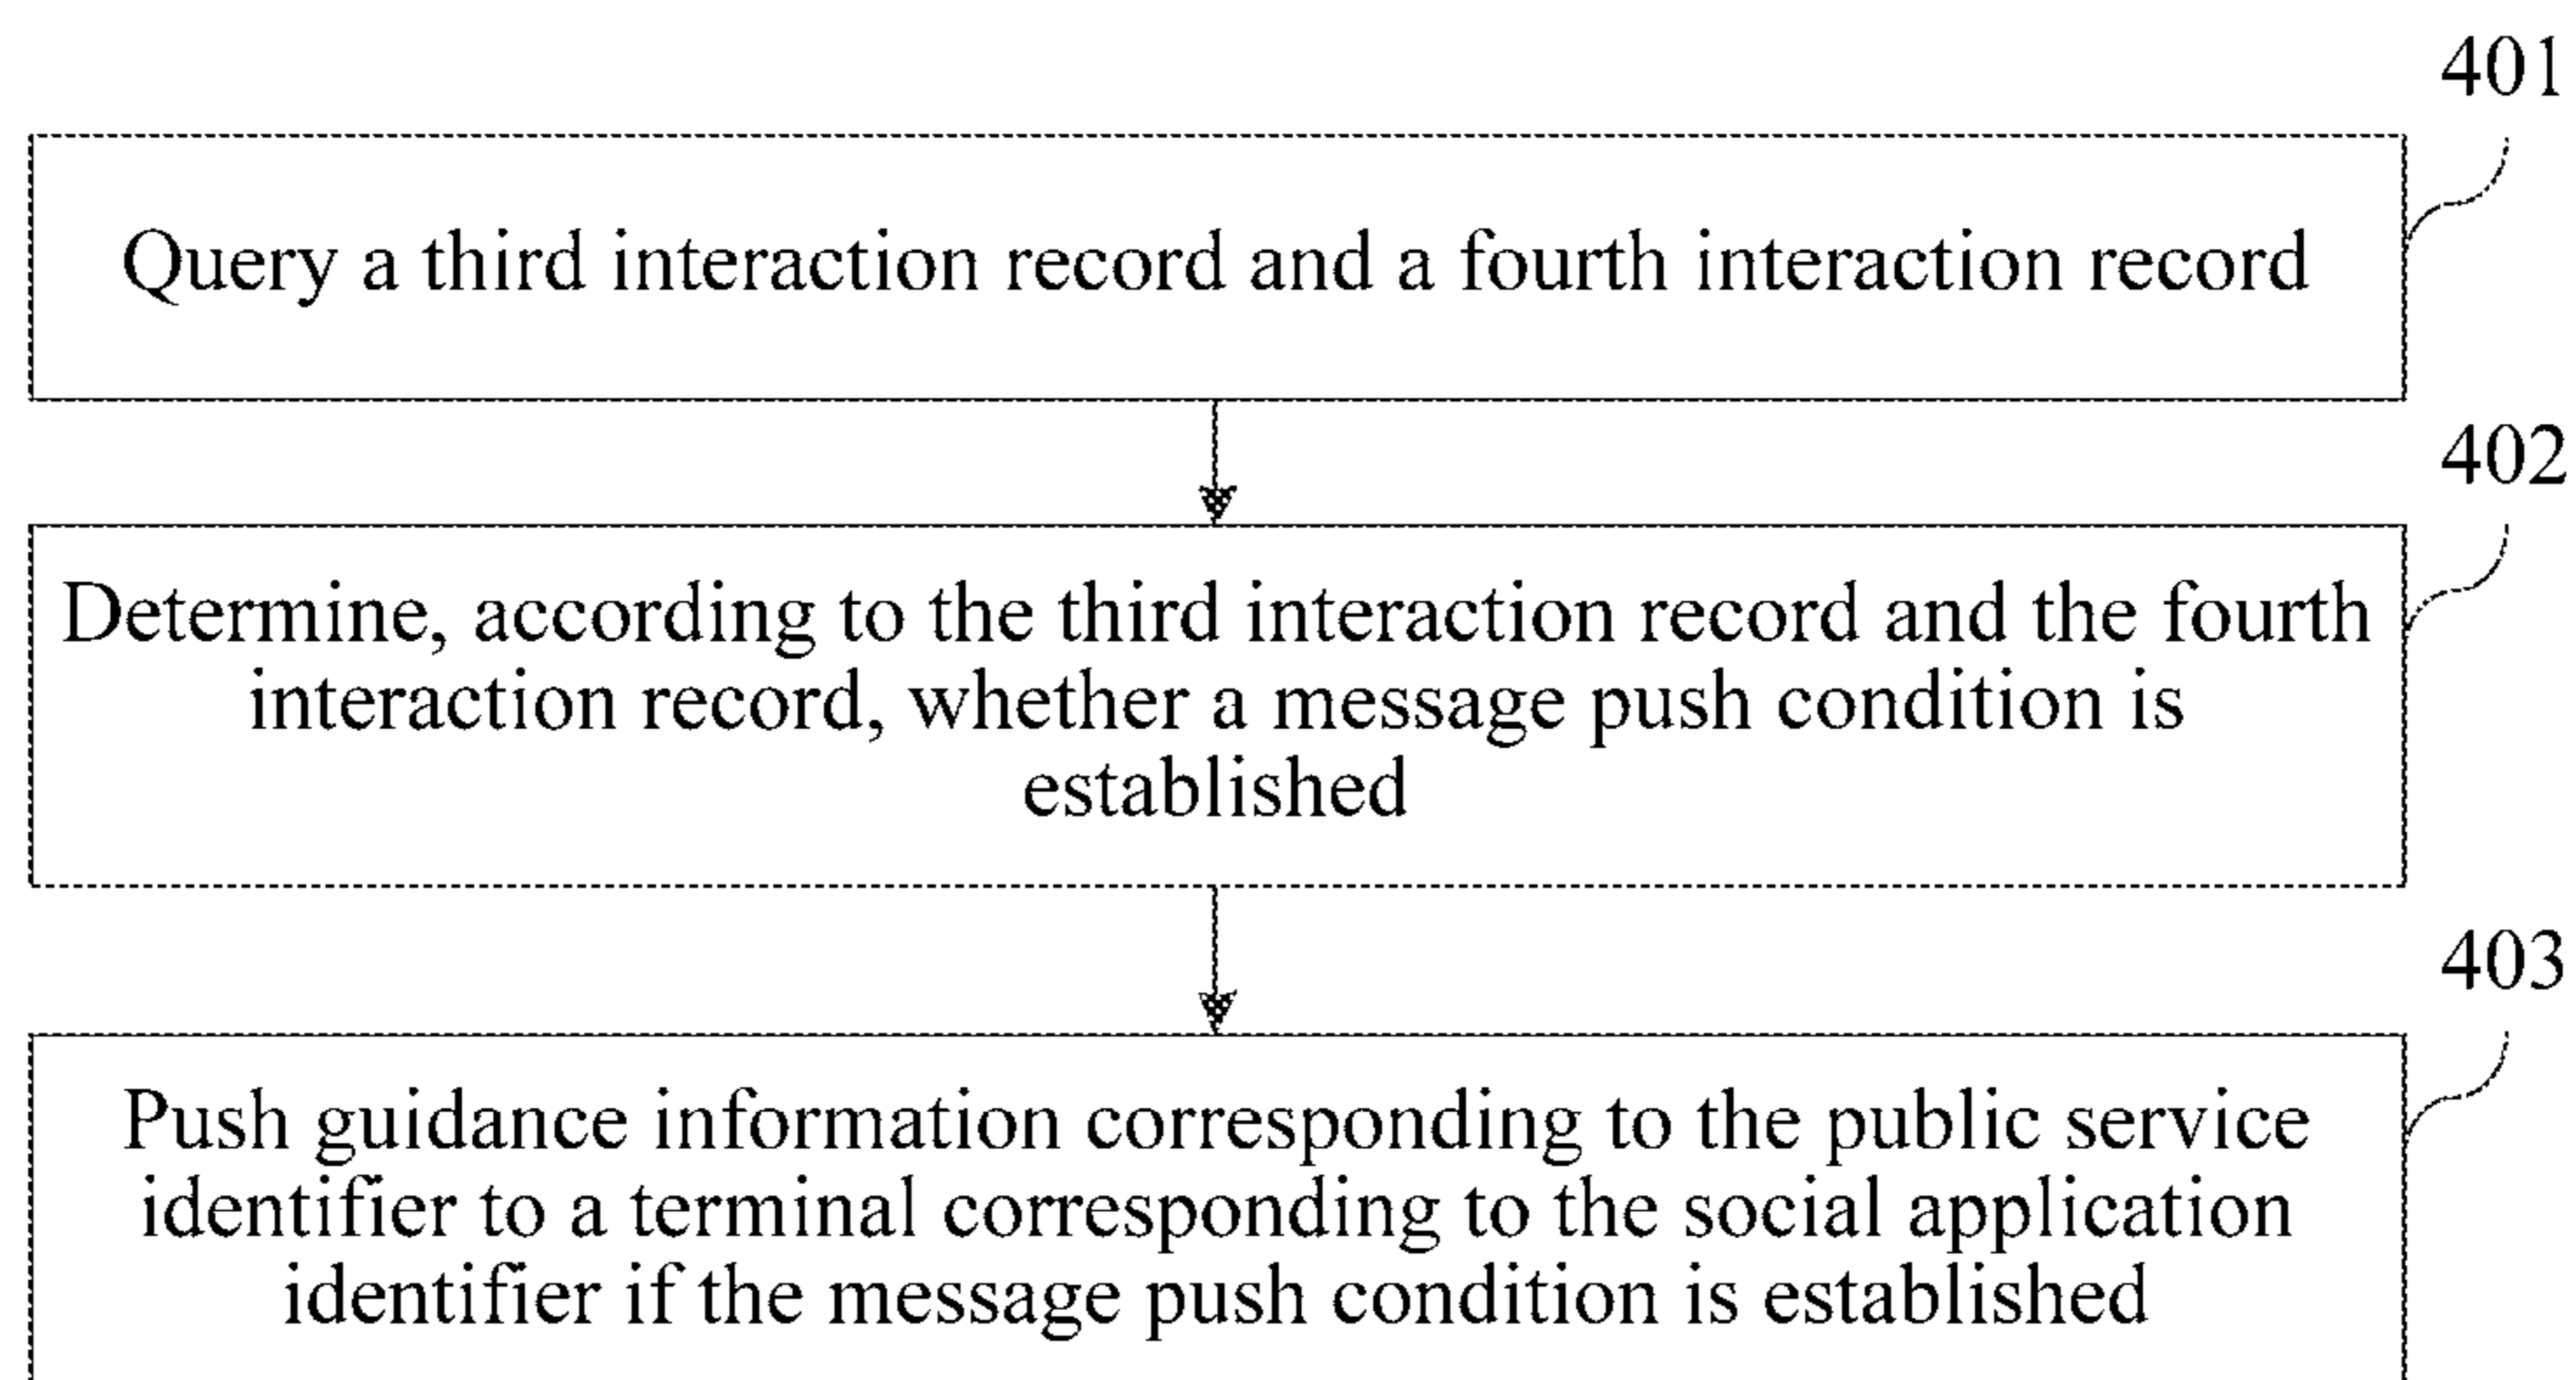 401
Query a third interaction record and a fourth interaction record
402
Determine, according to the third interaction record and the fourth
interaction record, whether a message push condition is
established
403
Push guidance information corresponding to the public service
identifier to a terminal corresponding to the social application
identifier if the message push condition is established